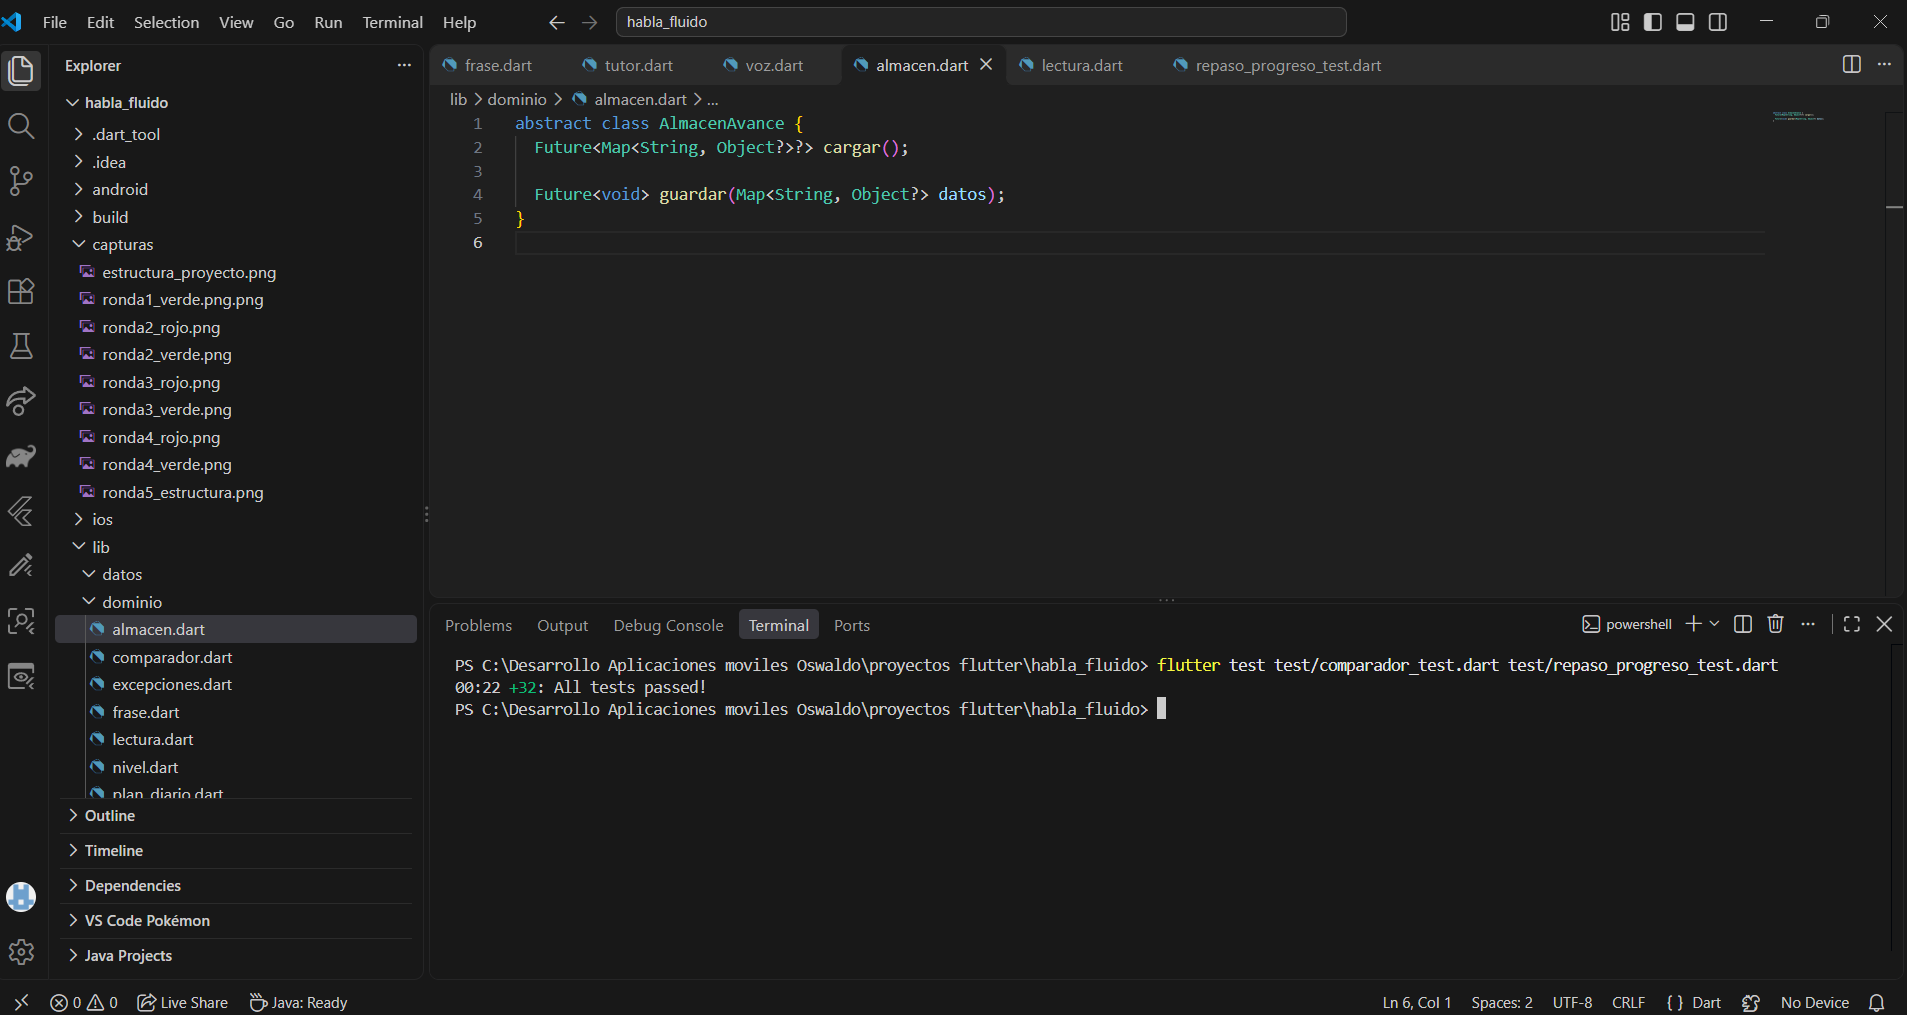 File Edit Selection View Go Run Terminal Help
habla_fluido
Explorer
habla_fluido
.dart_tool
.idea
android
build
capturas
estructura_proyecto.png
ronda1_verde.png.png
ronda2_rojo.png
ronda2_verde.png
ronda3_rojo.png
ronda3_verde.png
ronda4_rojo.png
ronda4_verde.png
ronda5_estructura.png
ios
lib
datos
dominio
almacen.dart
comparador.dart
excepciones.dart
frase.dart
lectura.dart
nivel.dart
plan_diario.dart
Outline
Timeline
Dependencies
VS Code Pokémon
Java Projects
frase.dart tutor.dart voz.dart almacen.dart lectura.dart repaso_progreso_test.dart
lib > dominio > almacen.dart > ...
1 abstract class AlmacenAvance {
2 Future<Map<String, Object?>?> cargar();
3
4 Future<void> guardar(Map<String, Object?> datos);
5 }
6
Problems Output Debug Console Terminal Ports
powershell
PS C:\Desarrollo Aplicaciones moviles Oswaldo\proyectos flutter\habla_fluido> flutter test test/comparador_test.dart test/repaso_progreso_test.dart
00:22 +32: All tests passed!
PS C:\Desarrollo Aplicaciones moviles Oswaldo\proyectos flutter\habla_fluido>
0 0 Live Share Java: Ready
Ln 6, Col 1 Spaces: 2 UTF-8 CRLF { } Dart No Device